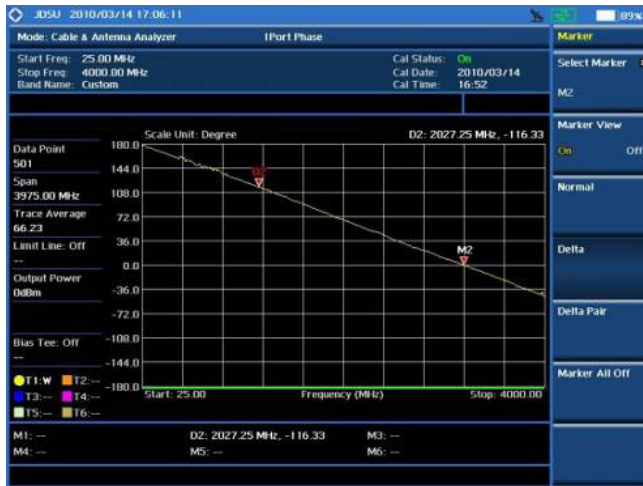 JDSU 2010/03/14 17:06:11
89%
Mode: Cable & Antenna Analyzer
1Port Phase
Marker
Start Freq: 25.00 MHz
Stop Freq: 4000.00 MHz
Band Name: Custom
Cal Status: On
Cal Date: 2010/03/14
Cal Time: 16:52
Select Marker
M2
Marker View
On Off
Normal
Delta
Delta Pair
Marker All Off
Data Point
501
Span
3975.00 MHz
Trace Average
66.23
Limit Line: Off
--
Output Power
0dBm
Bias Tee: Off
--
T1:W T2:--
T3:-- T4:--
T5:-- T6:--
Scale Unit: Degree
D2: 2027.25 MHz, -116.33
180.0
144.0
108.0
72.0
36.0
0.0
-36.0
-72.0
-108.0
-144.0
-180.0
D2
M2
Start: 25.00
Frequency (MHz)
Stop: 4000.00
M1: --
D2: 2027.25 MHz, -116.33
M3: --
M4: --
M5: --
M6: --